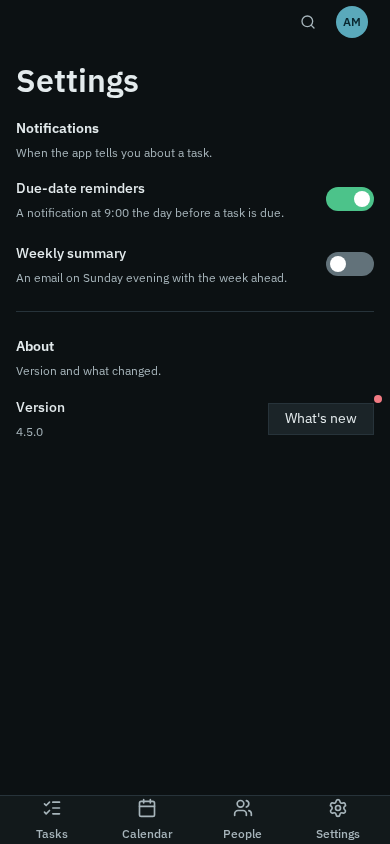 AM
Settings
Notifications
When the app tells you about a task.
Due-date reminders
A notification at 9:00 the day before a task is due.
Weekly summary
An email on Sunday evening with the week ahead.
About
Version and what changed.
Version
4.5.0
What's new
Tasks
Calendar
People
Settings